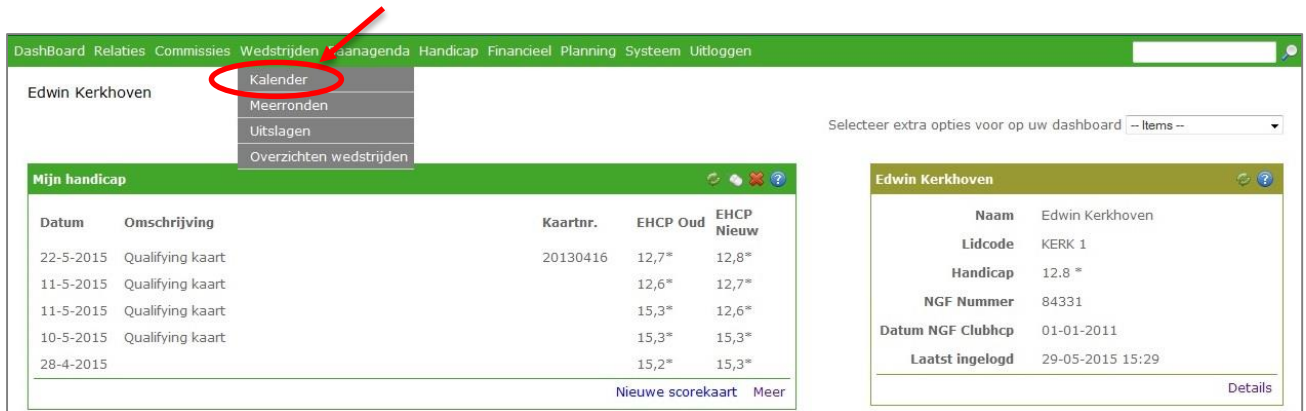 DashBoard Relaties Commissies Wedstrijden Baanagenda Handicap Financieel Planning Systeem Uitloggen
Kalender
Edwin Kerkhoven
Meerronden
Uitslagen
Selecteer extra opties voor op uw dashboard -- Items --
Overzichten wedstrijden
Mijn handicap
Datum Omschrijving Kaartnr. EHCP Oud EHCP Nieuw
22-5-2015 Qualifying kaart 20130416 12,7* 12,8*
11-5-2015 Qualifying kaart 12,6* 12,7*
11-5-2015 Qualifying kaart 15,3* 12,6*
10-5-2015 Qualifying kaart 15,3* 15,3*
28-4-2015 15,2* 15,3*
Nieuwe scorekaart Meer
Edwin Kerkhoven
Naam Edwin Kerkhoven
Lidcode KERK 1
Handicap 12.8 *
NGF Nummer 84331
Datum NGF Clubhcp 01-01-2011
Laatst ingelogd 29-05-2015 15:29
Details